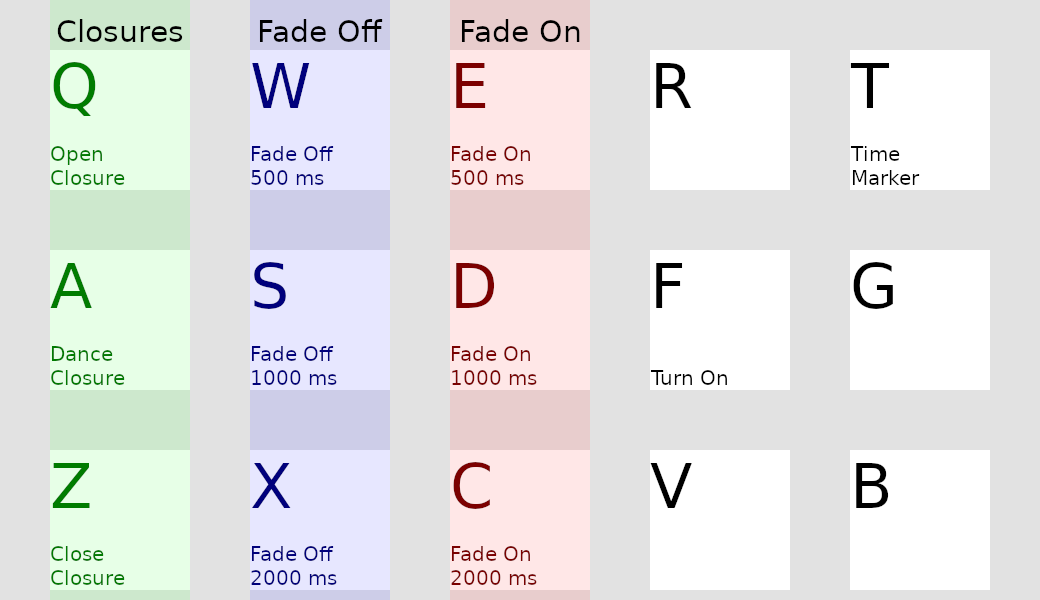 Closures
Fade Off
Fade On
Q
Open
Closure
W
Fade Off
500 ms
E
Fade On
500 ms
R
T
Time
Marker
A
Dance
Closure
S
Fade Off
1000 ms
D
Fade On
1000 ms
F
Turn On
G
Z
Close
Closure
X
Fade Off
2000 ms
C
Fade On
2000 ms
V
B